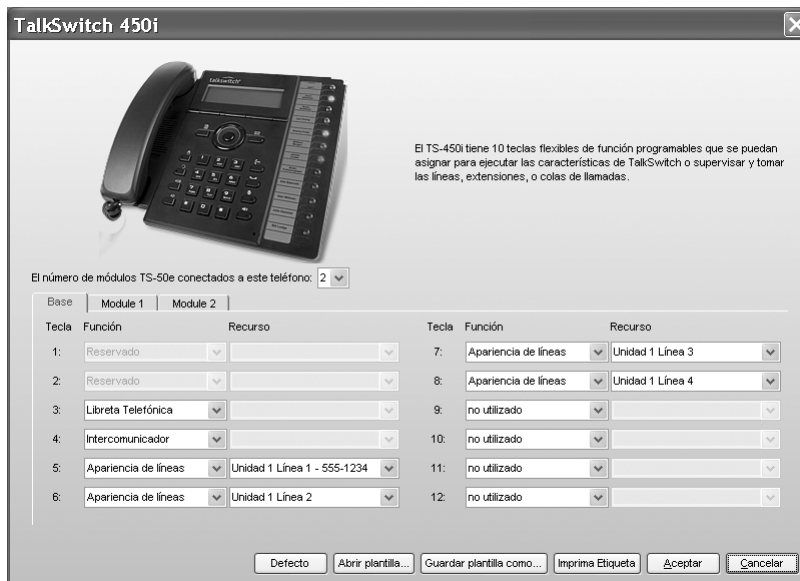 TalkSwitch 450i
talkswitch
El TS-450i tiene 10 teclas flexibles de función programables que se puedan
asignar para ejecutar las características de TalkSwitch o supervisar y tomar
las líneas, extensiones, o colas de llamadas.
El número de módulos TS-50e conectados a este teléfono: 2
Base Module 1 Module 2
Tecla Función Recurso Tecla Función Recurso
1: Reservado 7: Apariencia de líneas Unidad 1 Línea 3
2: Reservado 8: Apariencia de líneas Unidad 1 Línea 4
3: Libreta Telefónica 9: no utilizado
4: Intercomunicador 10: no utilizado
5: Apariencia de líneas Unidad 1 Línea 1 - 555-1234 11: no utilizado
6: Apariencia de líneas Unidad 1 Línea 2 12: no utilizado
Defecto Abrir plantilla... Guardar plantilla como... Imprima Etiqueta Aceptar Cancelar